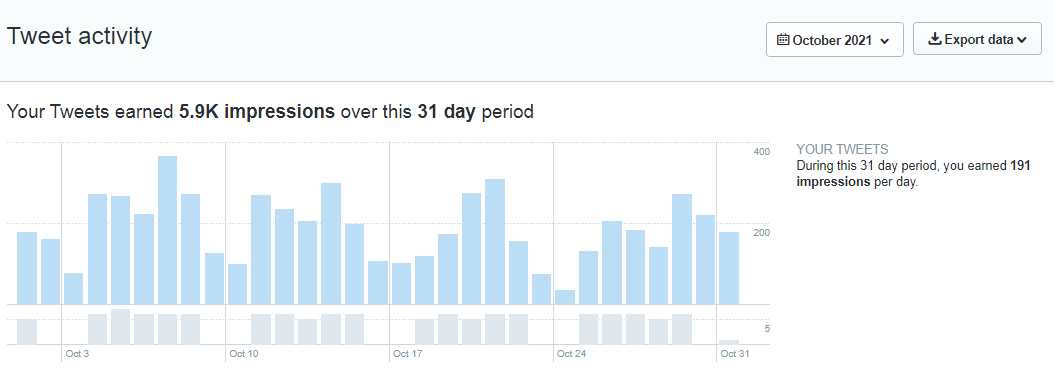 Tweet activity
October 2021
Export data
Your Tweets earned 5.9K impressions over this 31 day period
400
200
5
Oct 3
Oct 10
Oct 17
Oct 24
Oct 31
YOUR TWEETS
During this 31 day period, you earned 191
impressions per day.